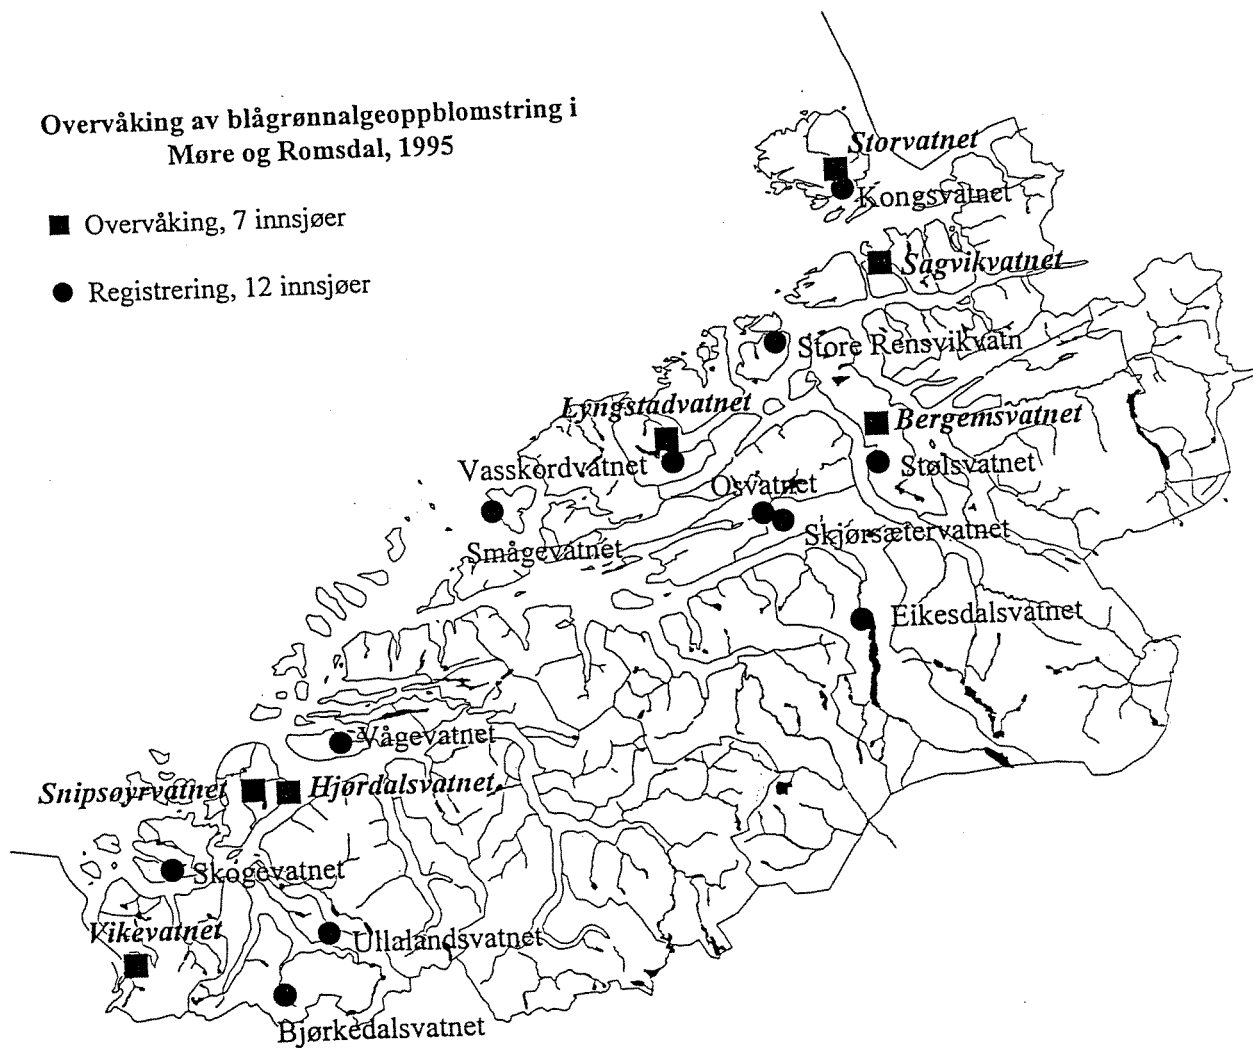 Overvåking av blågrønnalgeoppblomstring i
Møre og Romsdal, 1995
Overvåking, 7 innsjøer
Registrering, 12 innsjøer
Storvatnet
Kongsvatnet
Sagvikvatnet
Store Rensvikvatn
Lyngstadvatnet
Bergemsvatnet
Vasskordvatnet
Stølsvatnet
Osvatnet
Skjørsætervatnet
Smågevatnet
Eikesdalsvatnet
Vågevatnet
Snipsøyrvatnet
Hjørdalsvatnet
Skogevatnet
Vikevatnet
Ullalandsvatnet
Bjørkedalsvatnet